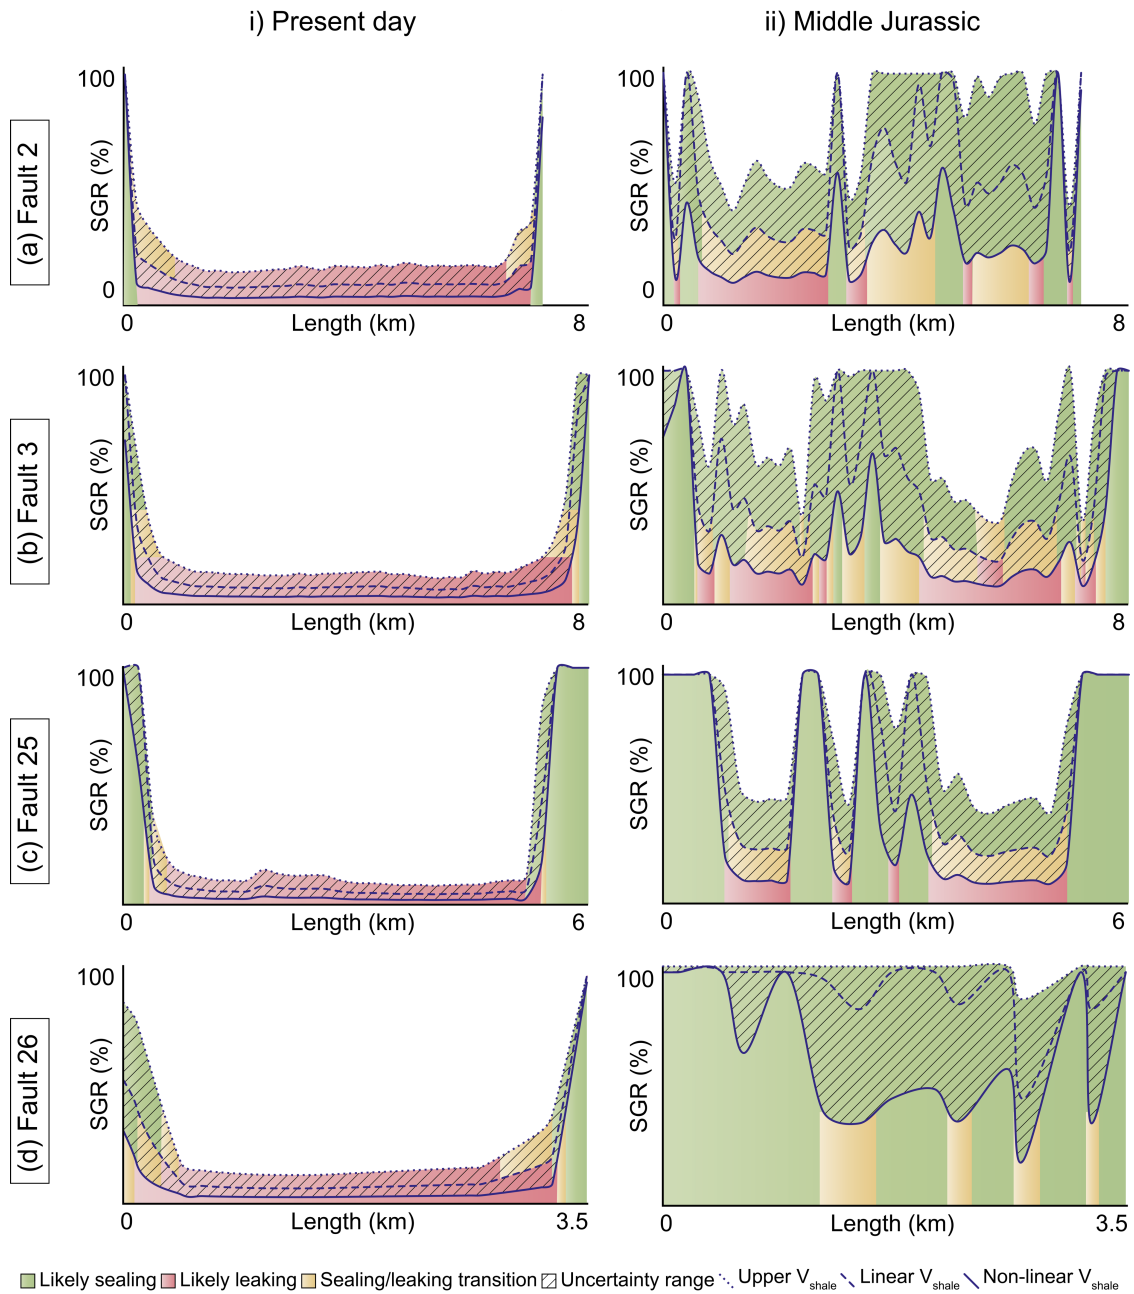 i) Present day
ii) Middle Jurassic
(a) Fault 2
SGR (%)
100
0
0
Length (km)
8
SGR (%)
100
0
0
Length (km)
8
(b) Fault 3
SGR (%)
100
0
Length (km)
8
SGR (%)
100
0
Length (km)
8
(c) Fault 25
SGR (%)
100
0
Length (km)
6
SGR (%)
100
0
Length (km)
6
(d) Fault 26
SGR (%)
100
0
Length (km)
3.5
SGR (%)
100
0
Length (km)
3.5
Likely sealing Likely leaking Sealing/leaking transition Uncertainty range Upper Vshale Linear Vshale Non-linear Vshale